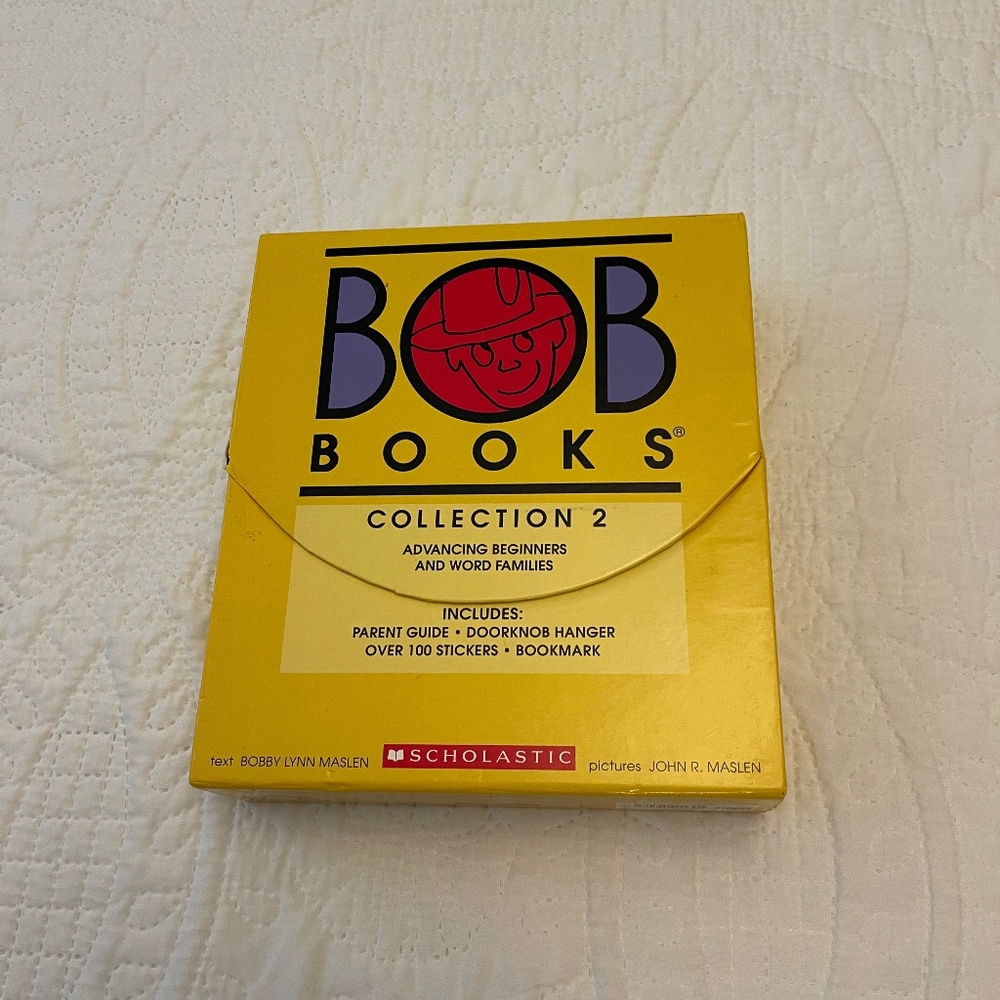 BOB
BOOKS®
COLLECTION 2
ADVANCING BEGINNERS
AND WORD FAMILIES
INCLUDES:
PARENT GUIDE • DOORKNOB HANGER
OVER 100 STICKERS • BOOKMARK
text BOBBY LYNN MASLEN
SCHOLASTIC
pictures JOHN R. MASLEN